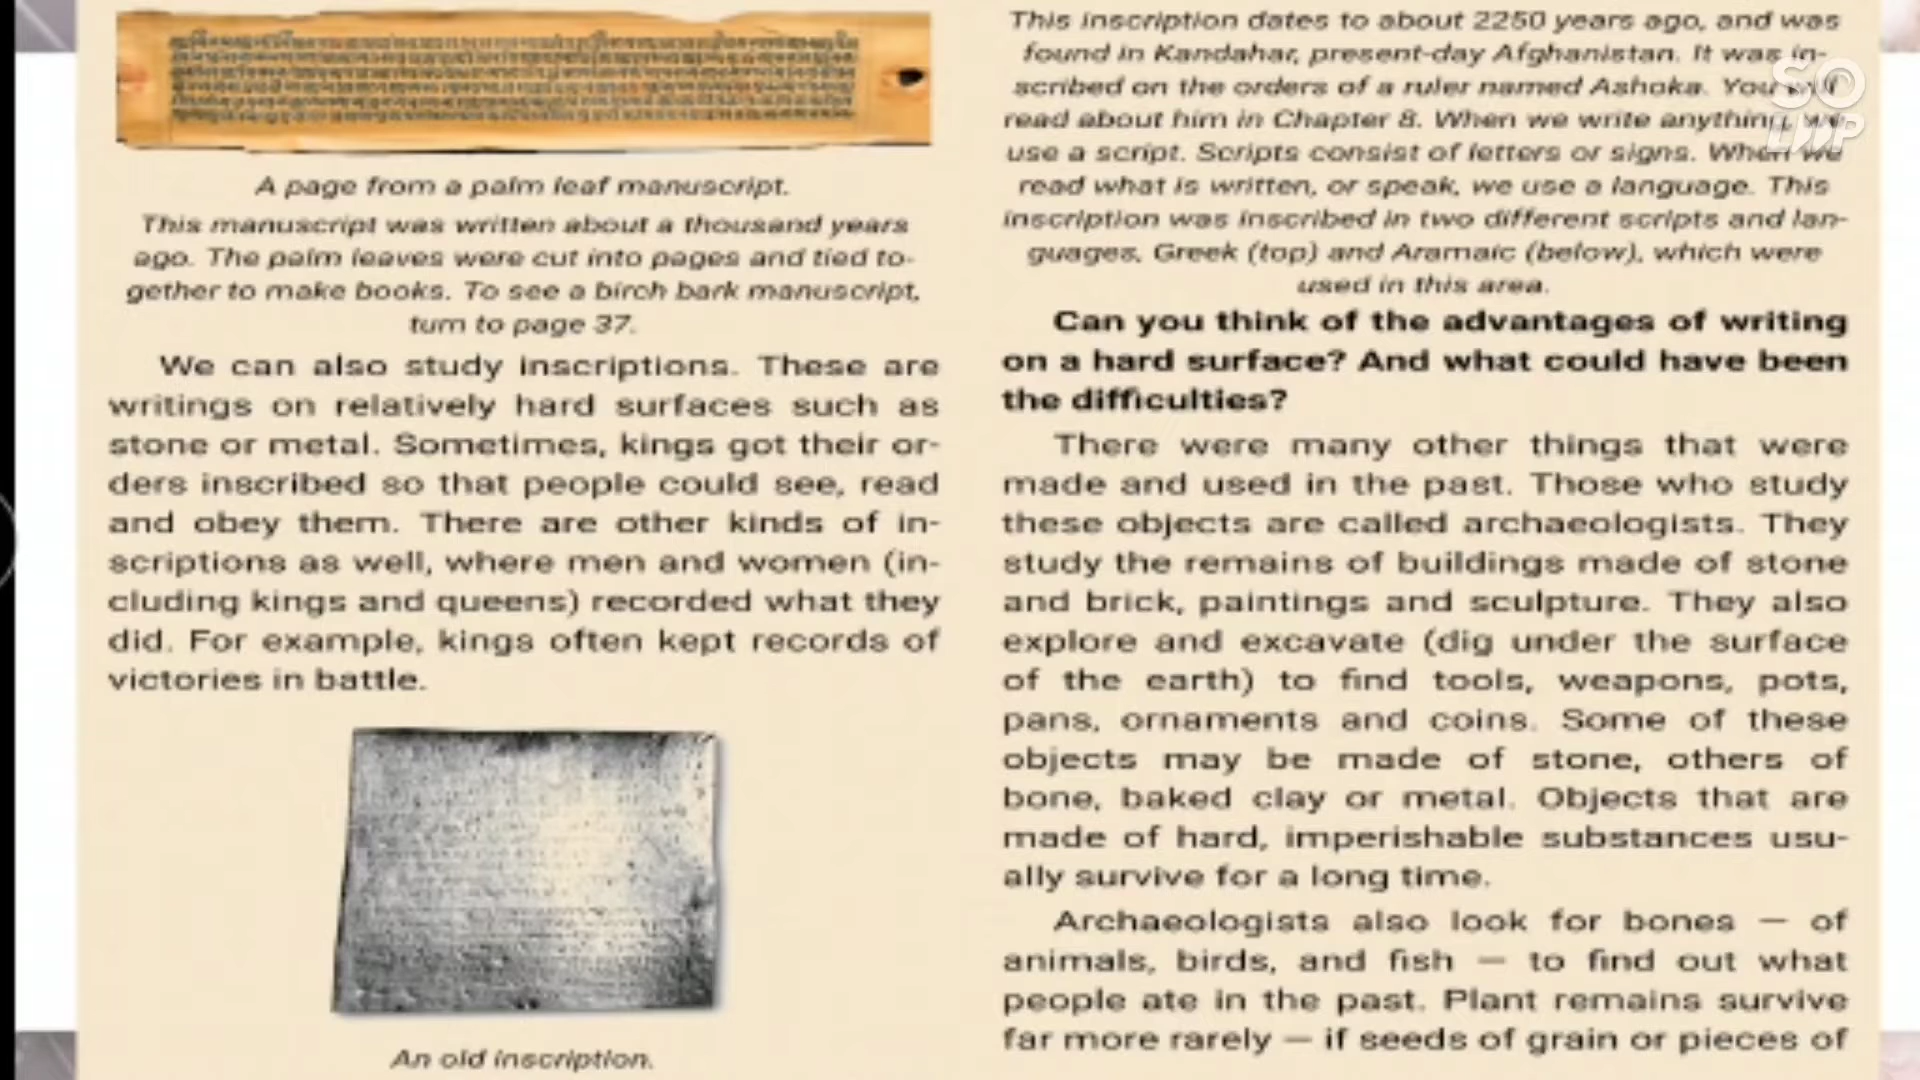 A page from a palm leaf manuscript.
This manuscript was written about a thousand years
ago. The palm leaves were cut into pages and tied to-
gether to make books. To see a birch bark manuscript,
turn to page 37.
We can also study inscriptions. These are
writings on relatively hard surfaces such as
stone or metal. Sometimes, kings got their or-
ders inscribed so that people could see, read
and obey them. There are other kinds of in-
scriptions as well, where men and women (in-
cluding kings and queens) recorded what they
did. For example, kings often kept records of
victories in battle.
An old inscription.
This inscription dates to about 2250 years ago, and was
found in Kandahar, present-day Afghanistan. It was in-
scribed on the orders of a ruler named Ashoka. You will
read about him in Chapter 8. When we write anything, we
use a script. Scripts consist of letters or signs. When we
read what is written, or speak, we use a language. This
inscription was inscribed in two different scripts and lan-
guages, Greek (top) and Aramaic (below), which were
used in this area.
Can you think of the advantages of writing
on a hard surface? And what could have been
the difficulties?
There were many other things that were
made and used in the past. Those who study
these objects are called archaeologists. They
study the remains of buildings made of stone
and brick, paintings and sculpture. They also
explore and excavate (dig under the surface
of the earth) to find tools, weapons, pots,
pans, ornaments and coins. Some of these
objects may be made of stone, others of
bone, baked clay or metal. Objects that are
made of hard, imperishable substances usu-
ally survive for a long time.
Archaeologists also look for bones — of
animals, birds, and fish — to find out what
people ate in the past. Plant remains survive
far more rarely — if seeds of grain or pieces of